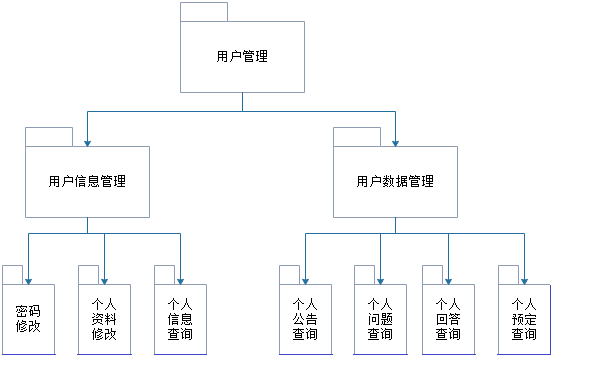 用户管理
用户信息管理
用户数据管理
密码
修改
个人
资料
修改
个人
信息
查询
个人
公告
查询
个人
问题
查询
个人
回答
查询
个人
预定
查询